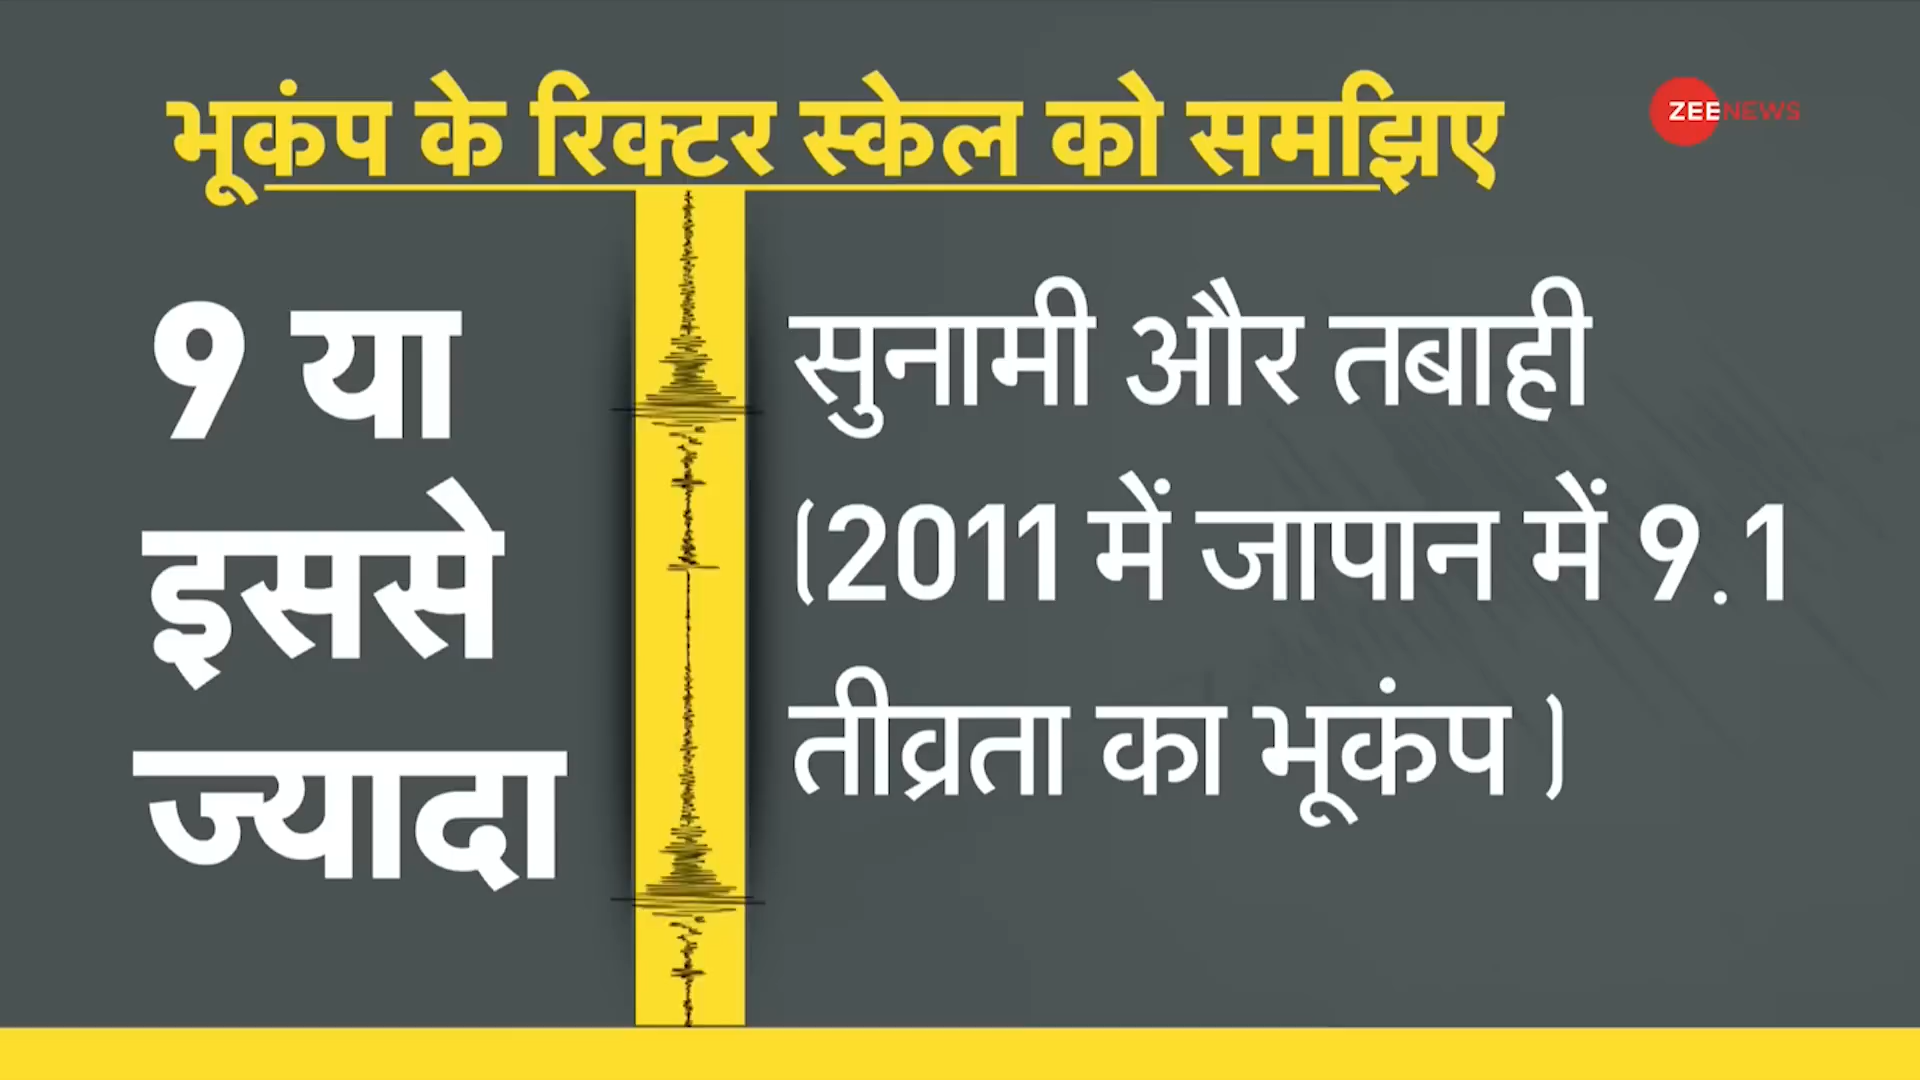 भूकंप के रिक्टर स्केल को समझिए
ZEENEWS
9 या
इससे
ज्यादा
सुनामी और तबाही
(2011 में जापान में 9.1
तीव्रता का भूकंप )